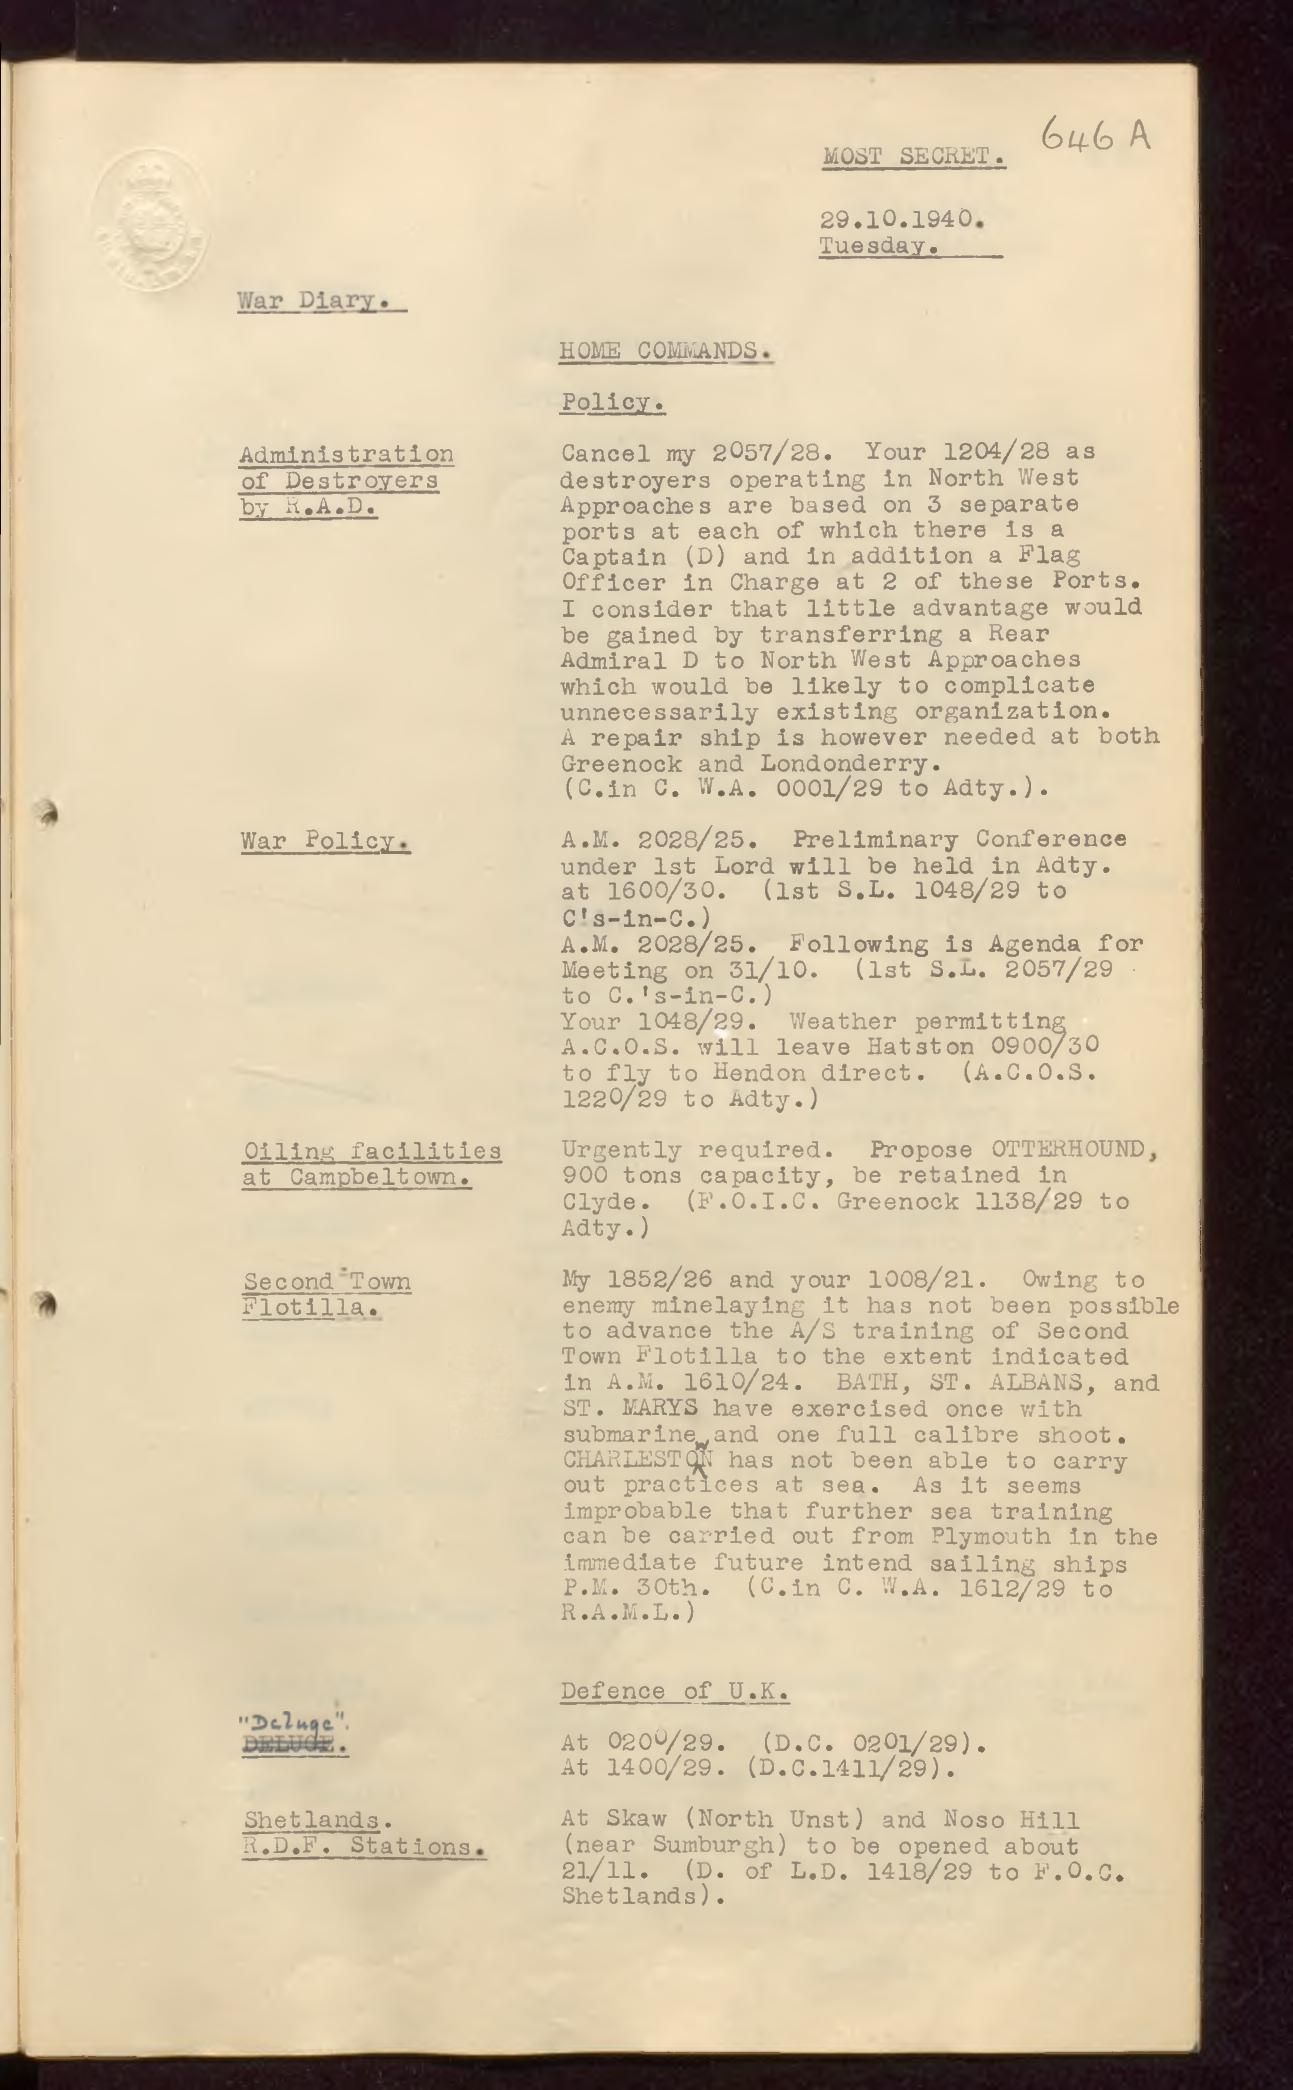 646 A
MOST SECRET.
29.10.1940.
Tuesday.
War Diary.
HOME COMMANDS.
Policy.
Administration
of Destroyers
by R.A.D.
Cancel my 2057/28. Your 1204/28 as
destroyers operating in North West
Approaches are based on 3 separate
ports at each of which there is a
Captain (D) and in addition a Flag
Officer in Charge at 2 of these Ports.
I consider that little advantage would
be gained by transferring a Rear
Admiral D to North West Approaches
which would be likely to complicate
unnecessarily existing organization.
A repair ship is however needed at both
Greenock and Londonderry.
(C.in C. W.A. 0001/29 to Adty.).
War Policy.
A.M. 2028/25. Preliminary Conference
under 1st Lord will be held in Adty.
at 1600/30. (1st S.L. 1048/29 to
C's-in-C.)
A.M. 2028/25. Following is Agenda for
Meeting on 31/10. (1st S.L. 2057/29
to C.'s-in-C.)
Your 1048/29. Weather permitting
A.C.O.S. will leave Hatston 0900/30
to fly to Hendon direct. (A.C.O.S.
1220/29 to Adty.)
Oiling facilities
at Campbeltown.
Urgently required. Propose OTTERHOUND,
900 tons capacity, be retained in
Clyde. (F.O.I.C. Greenock 1138/29 to
Adty.)
Second Town
Flotilla.
My 1852/26 and your 1008/21. Owing to
enemy minelaying it has not been possible
to advance the A/S training of Second
Town Flotilla to the extent indicated
in A.M. 1610/24. BATH, ST. ALBANS, and
ST. MARYS have exercised once with
submarine and one full calibre shoot.
CHARLESTON has not been able to carry
out practices at sea. As it seems
improbable that further sea training
can be carried out from Plymouth in the
immediate future intend sailing ships
P.M. 30th. (C.in C. W.A. 1612/29 to
R.A.M.L.)
Defence of U.K.
"Deluge".
DELUGE.
At 0200/29. (D.C. 0201/29).
At 1400/29. (D.C.1411/29).
Shetlands.
R.D.F. Stations.
At Skaw (North Unst) and Noso Hill
(near Sumburgh) to be opened about
21/11. (D. of L.D. 1418/29 to F.O.C.
Shetlands).